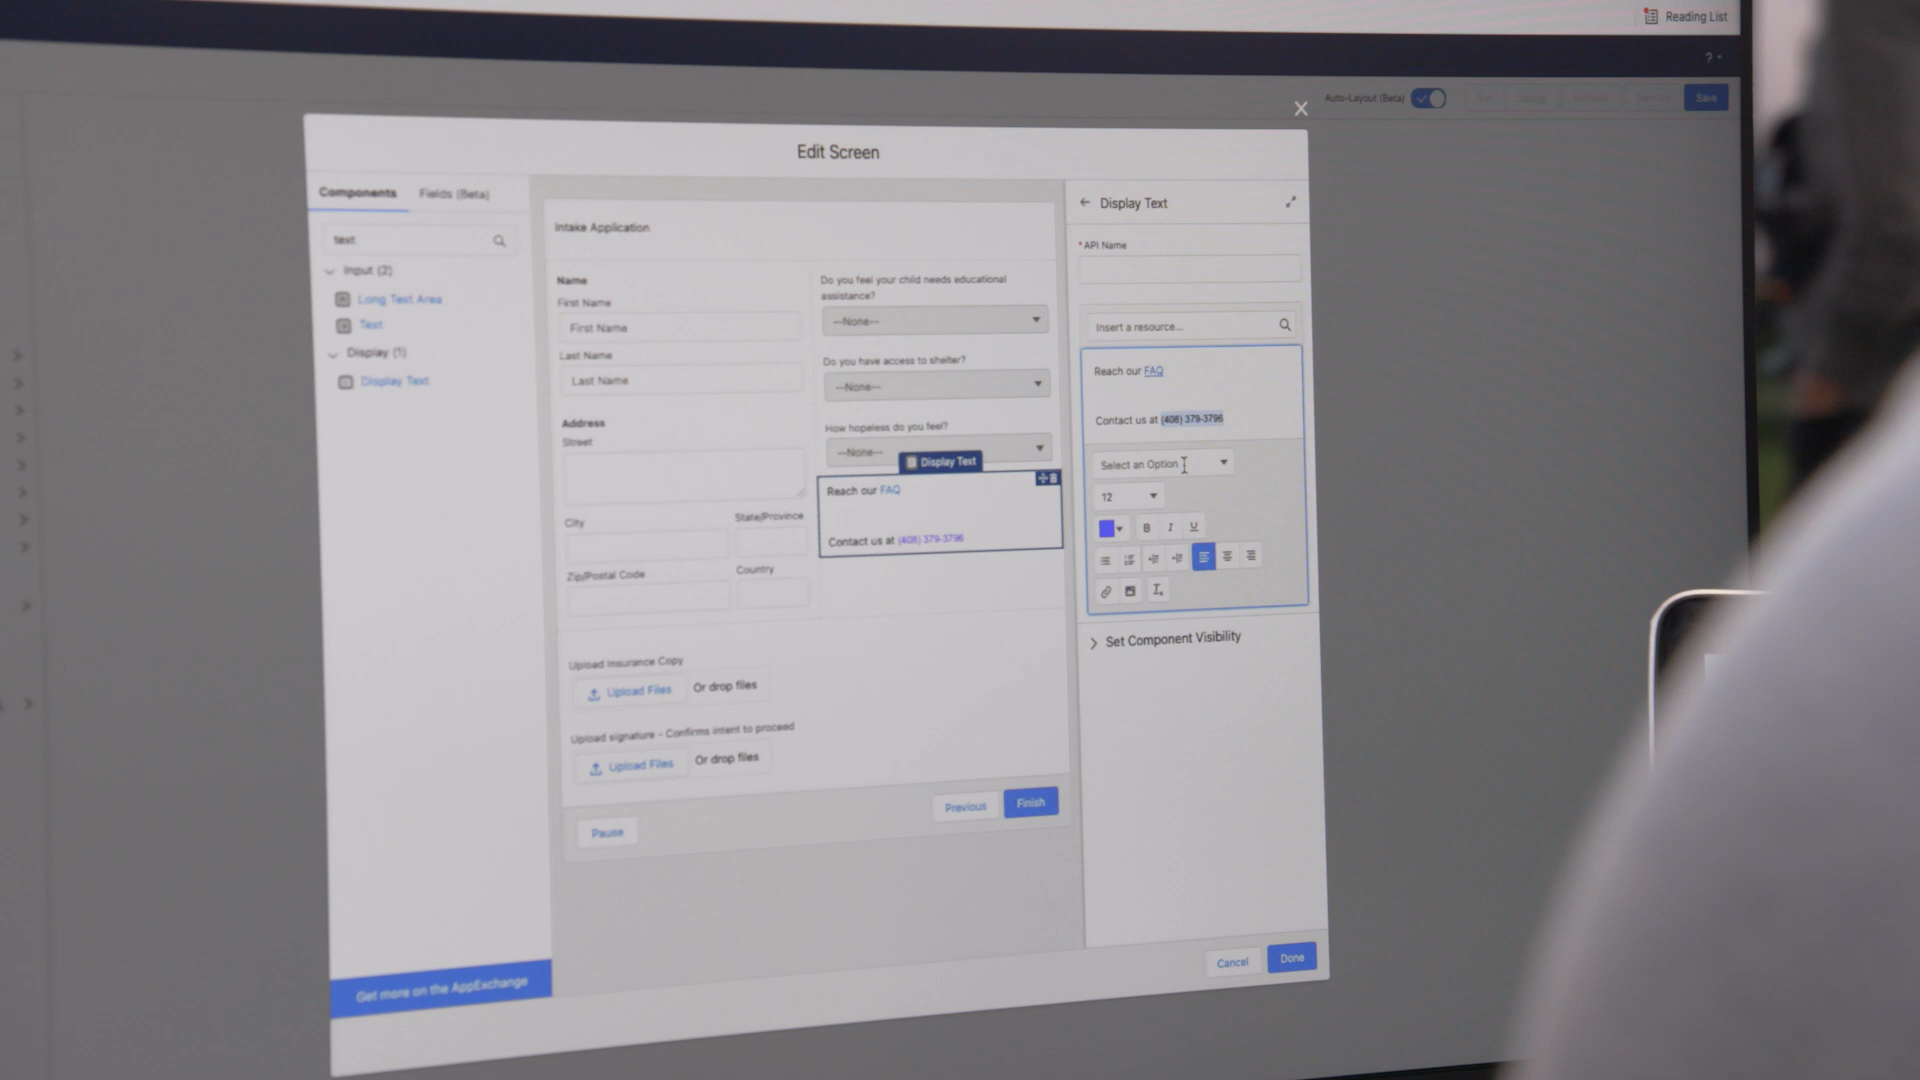 Reading List
?
Auto-Layout (Beta)
Save
Edit Screen
Components
Fields (Beta)
text
Input (2)
Long Text Area
Text
Display (1)
Display Text
Get more on the AppExchange
Intake Application
Name
First Name
First Name
Last Name
Last Name
Address
Street
City
State/Province
Zip/Postal Code
Country
Do you feel your child needs educational
assistance?
--None--
Do you have access to shelter?
--None--
How hopeless do you feel?
--None--
Display Text
Reach our FAQ
Contact us at (408) 379-3796
Upload Insurance Copy
Upload Files
Or drop files
Upload signature - Confirms intent to proceed
Upload Files
Or drop files
Pause
Previous
Finish
Display Text
*API Name
Insert a resource...
Reach our FAQ
Contact us at (408) 379-3796
Select an Option
12
B I U
Set Component Visibility
Cancel
Done